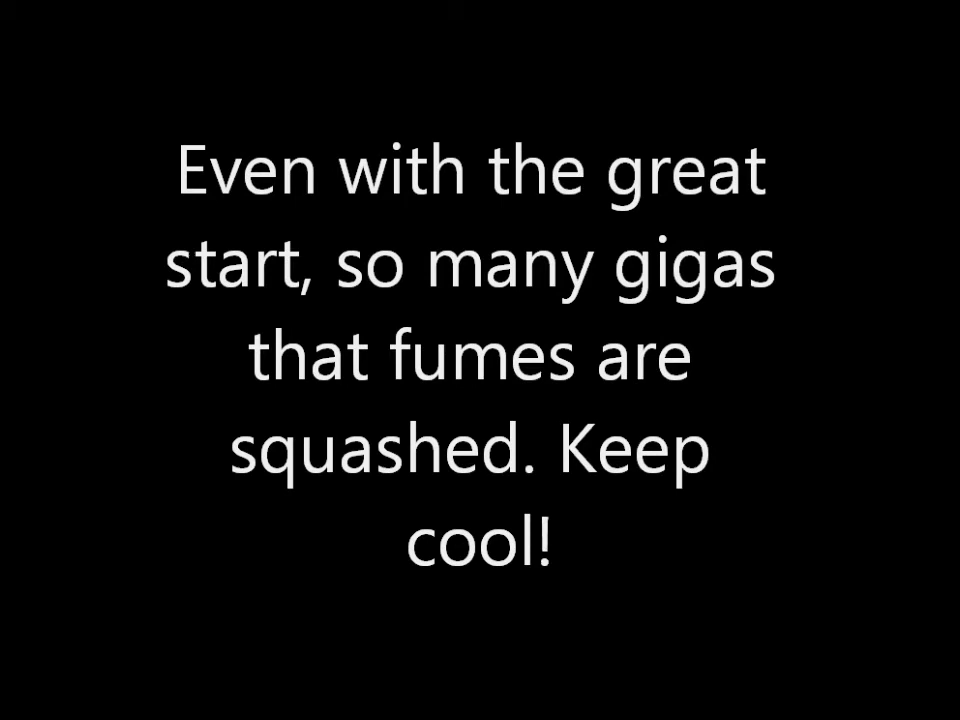 Even with the great
start, so many gigas
that fumes are
squashed. Keep
cool!